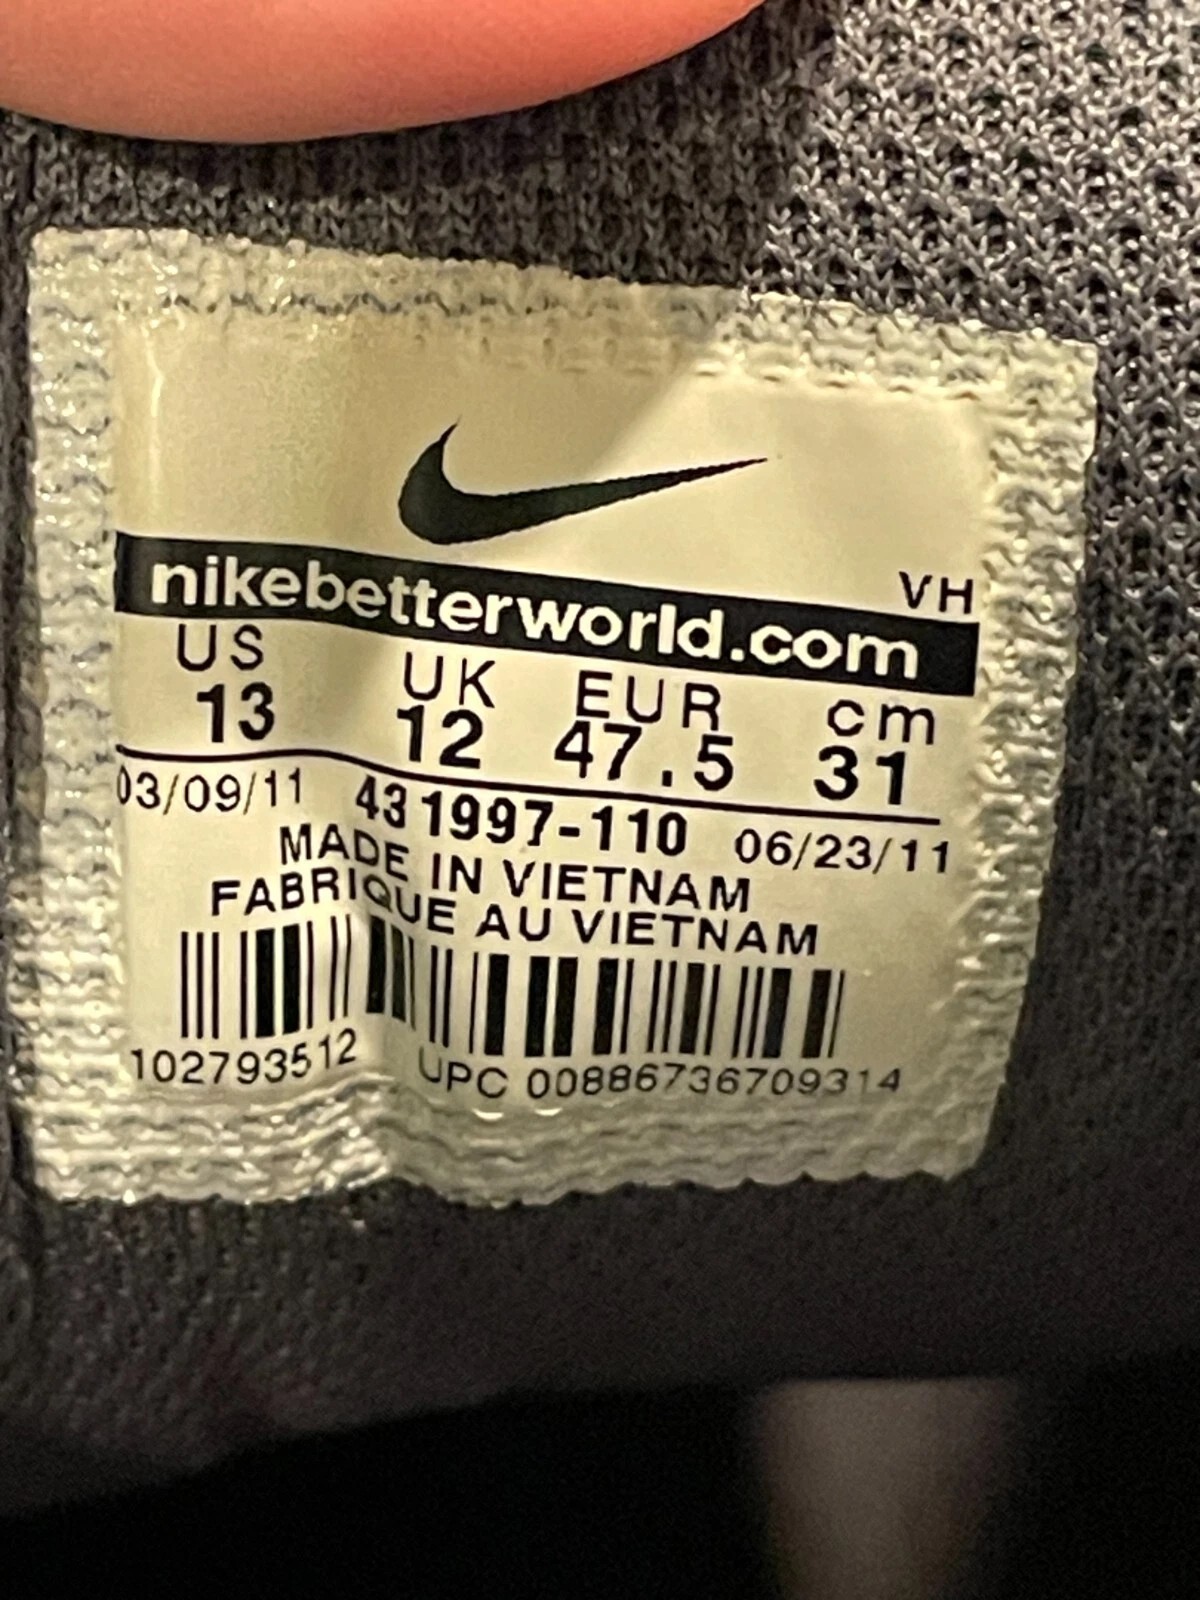 VH
nikebetterworld.com
US UK EUR cm
13 12 47.5 31
03/09/11 431997-110 06/23/11
MADE IN VIETNAM
FABRIQUE AU VIETNAM
102793512 UPC 00886736709314